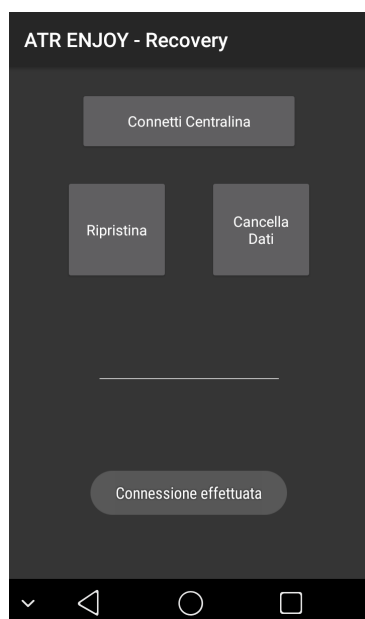 ATR ENJOY - Recovery
Connetti Centralina
Ripristina
Cancella
Dati
Connessione effettuata